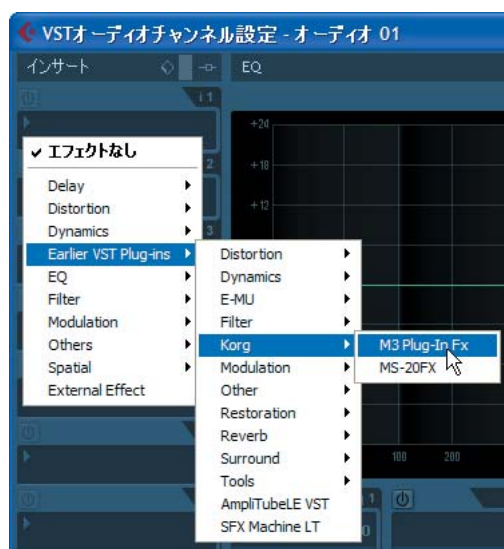 VSTオーディオチャンネル設定 - オーディオ 01
インサート
EQ
i 1
+24
✓ エフェクトなし
2
+18
Delay
Distortion
+12
Dynamics
3
Earlier VST Plug-ins
EQ
Filter
Modulation
Others
Spatial
External Effect
Distortion
Dynamics
E-MU
Filter
Korg
Modulation
Other
Restoration
Reverb
Surround
Tools
AmpliTubeLE VST
SFX Machine LT
M3 Plug-In Fx
MS-20FX
100
200
1
0